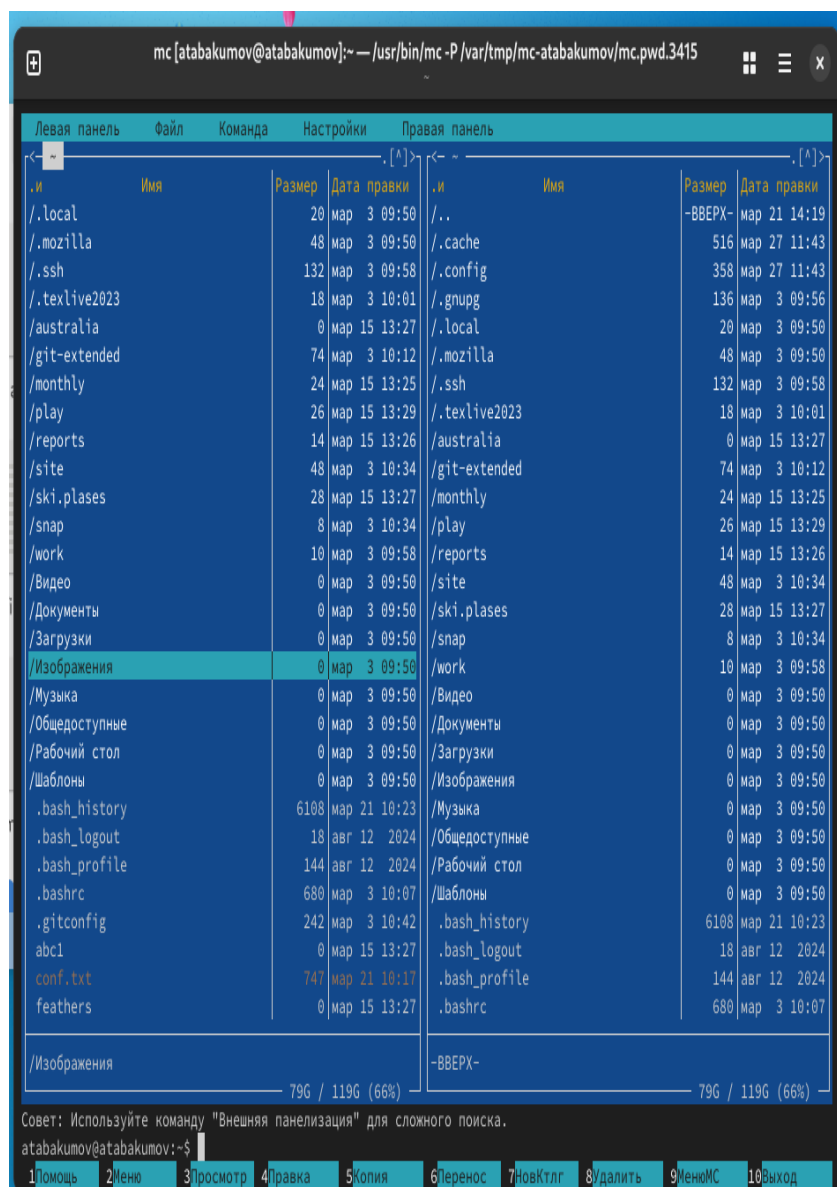 mc [atabakumov@atabakumov]:~ — /usr/bin/mc -P /var/tmp/mc-atabakumov/mc.pwd.3415
~
Левая панель Файл Команда Настройки Правая панель
<─ ~ .[^]> <─ ~ .[^]>
.и Имя Размер Дата правки .и Имя Размер Дата правки
/.local 20 мар 3 09:50 /.. -ВВЕРХ- мар 21 14:19
/.mozilla 48 мар 3 09:50 /.cache 516 мар 27 11:43
/.ssh 132 мар 3 09:58 /.config 358 мар 27 11:43
/.texlive2023 18 мар 3 10:01 /.gnupg 136 мар 3 09:56
/australia 0 мар 15 13:27 /.local 20 мар 3 09:50
/git-extended 74 мар 3 10:12 /.mozilla 48 мар 3 09:50
/monthly 24 мар 15 13:25 /.ssh 132 мар 3 09:58
/play 26 мар 15 13:29 /.texlive2023 18 мар 3 10:01
/reports 14 мар 15 13:26 /australia 0 мар 15 13:27
/site 48 мар 3 10:34 /git-extended 74 мар 3 10:12
/ski.plases 28 мар 15 13:27 /monthly 24 мар 15 13:25
/snap 8 мар 3 10:34 /play 26 мар 15 13:29
/work 10 мар 3 09:58 /reports 14 мар 15 13:26
/Видео 0 мар 3 09:50 /site 48 мар 3 10:34
/Документы 0 мар 3 09:50 /ski.plases 28 мар 15 13:27
/Загрузки 0 мар 3 09:50 /snap 8 мар 3 10:34
/Изображения 0 мар 3 09:50 /work 10 мар 3 09:58
/Музыка 0 мар 3 09:50 /Видео 0 мар 3 09:50
/Общедоступные 0 мар 3 09:50 /Документы 0 мар 3 09:50
/Рабочий стол 0 мар 3 09:50 /Загрузки 0 мар 3 09:50
/Шаблоны 0 мар 3 09:50 /Изображения 0 мар 3 09:50
.bash_history 6108 мар 21 10:23 /Музыка 0 мар 3 09:50
.bash_logout 18 авг 12 2024 /Общедоступные 0 мар 3 09:50
.bash_profile 144 авг 12 2024 /Рабочий стол 0 мар 3 09:50
.bashrc 680 мар 3 10:07 /Шаблоны 0 мар 3 09:50
.gitconfig 242 мар 3 10:42 .bash_history 6108 мар 21 10:23
abc1 0 мар 15 13:27 .bash_logout 18 авг 12 2024
conf.txt 747 мар 21 10:17 .bash_profile 144 авг 12 2024
feathers 0 мар 15 13:27 .bashrc 680 мар 3 10:07
/Изображения -ВВЕРХ-
79G / 119G (66%) 79G / 119G (66%)
Совет: Используйте команду "Внешняя панелизация" для сложного поиска.
atabakumov@atabakumov:~$
1Помощь 2Меню 3Просмотр 4Правка 5Копия 6Перенос 7НовКтлг 8Удалить 9МенюМС 10Выход